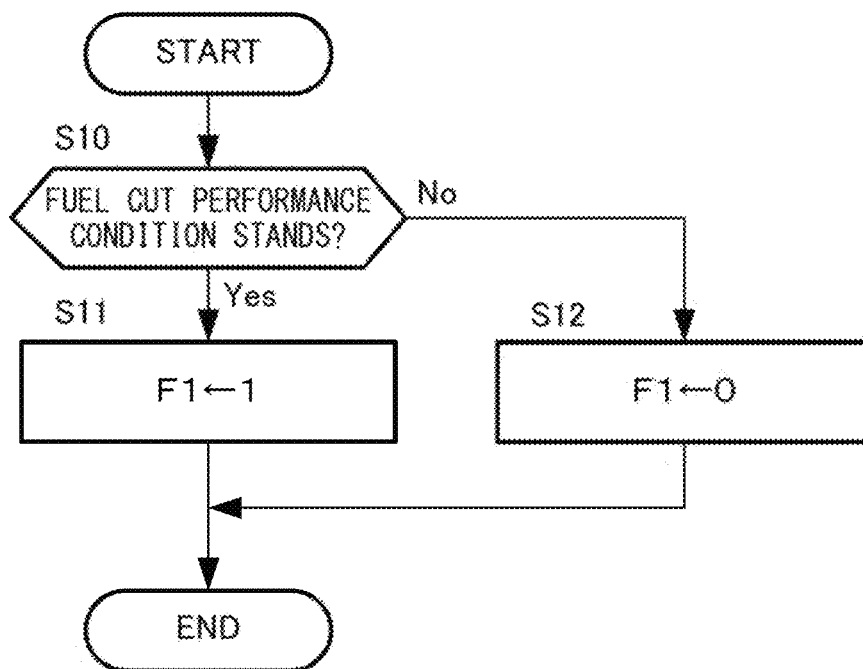 START
S10
FUEL CUT PERFORMANCE
CONDITION STANDS?
No
Yes
S11
F1←1
S12
F1←0
END